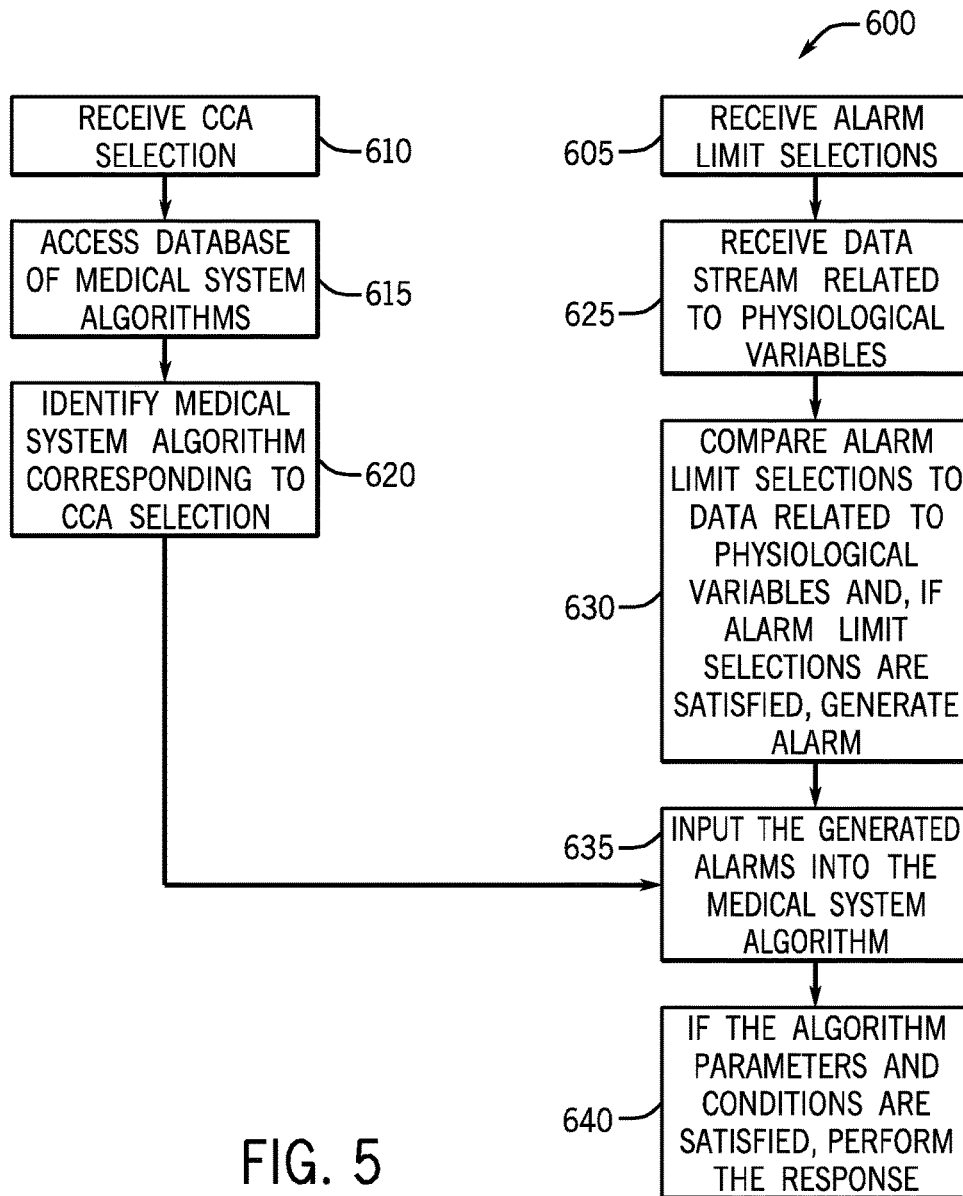 600
RECEIVE CCA
SELECTION
610
ACCESS DATABASE
OF MEDICAL SYSTEM
ALGORITHMS
615
IDENTIFY MEDICAL
SYSTEM ALGORITHM
CORRESPONDING TO
CCA SELECTION
620
RECEIVE ALARM
LIMIT SELECTIONS
605
RECEIVE DATA
STREAM RELATED
TO PHYSIOLOGICAL
VARIABLES
625
COMPARE ALARM
LIMIT SELECTIONS TO
DATA RELATED TO
PHYSIOLOGICAL
VARIABLES AND, IF
ALARM LIMIT
SELECTIONS ARE
SATISFIED, GENERATE
ALARM
630
INPUT THE GENERATED
ALARMS INTO THE
MEDICAL SYSTEM
ALGORITHM
635
IF THE ALGORITHM
PARAMETERS AND
CONDITIONS ARE
SATISFIED, PERFORM
THE RESPONSE
640
FIG. 5